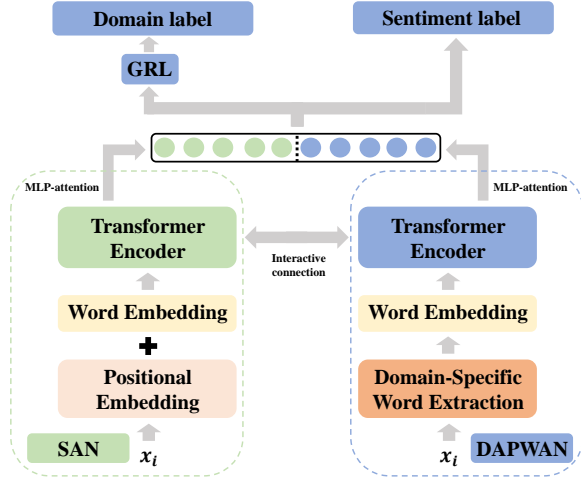 Domain label
Sentiment label
GRL
MLP-attention
MLP-attention
Transformer
Encoder
Interactive
connection
Transformer
Encoder
Word Embedding
Word Embedding
+
Positional
Embedding
Domain-Specific
Word Extraction
SAN
x_i
x_i
DAPWAN